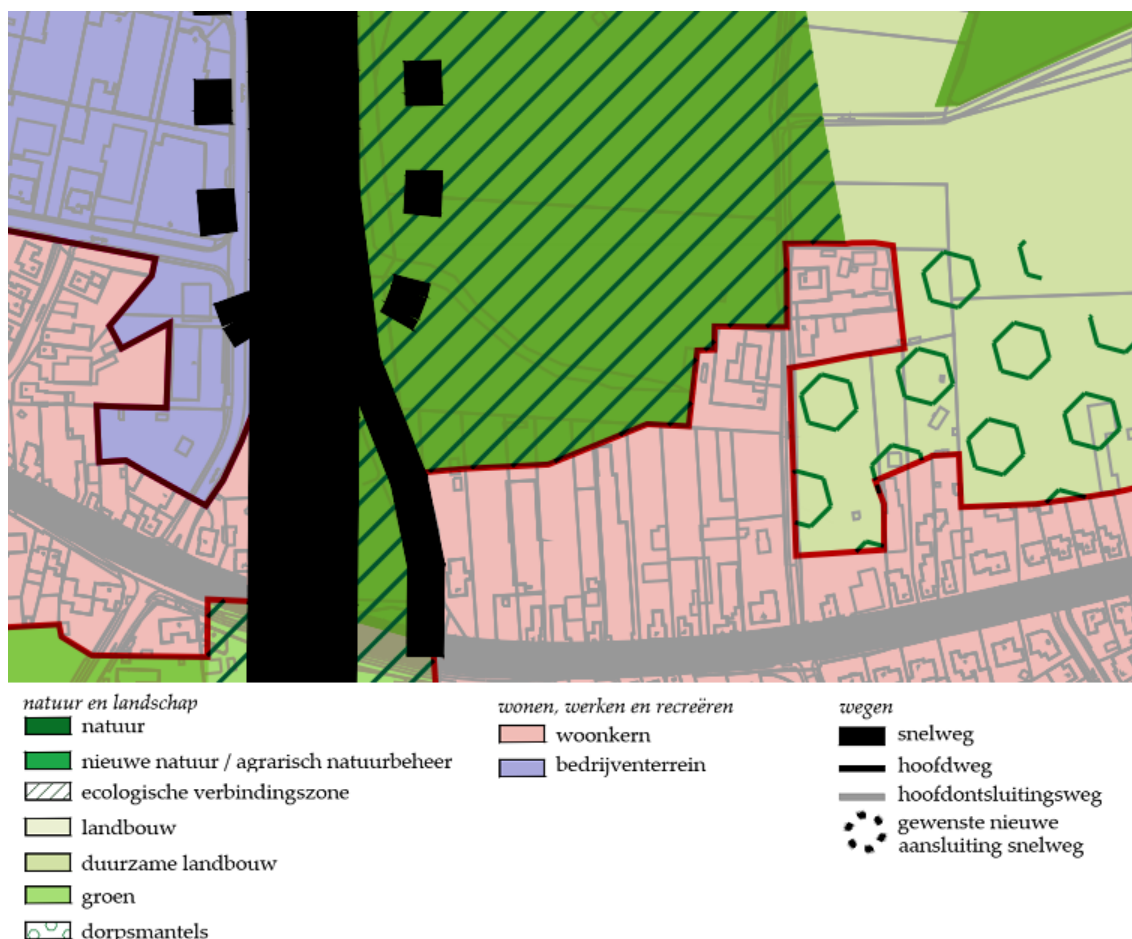 natuur en landschap
natuur
nieuwe natuur / agrarisch natuurbeheer
ecologische verbindingszone
landbouw
duurzame landbouw
groen
dorpsmantels
wonen, werken en recreëren
woonkern
bedrijventerrein
wegen
snelweg
hoofdweg
hoofdontsluitingsweg
gewenste nieuwe
aansluiting snelweg